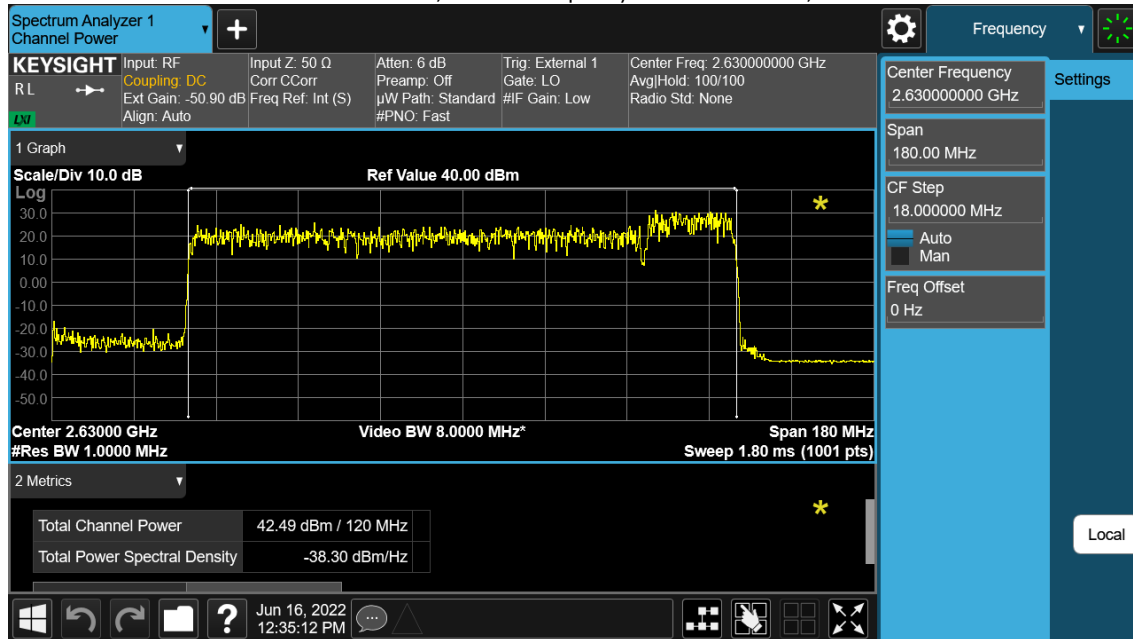 Spectrum Analyzer 1
Channel Power
+
Frequency
KEYSIGHT
R L
LXI
Input: RF
Coupling: DC
Ext Gain: -50.90 dB
Align: Auto
Input Z: 50 Ω
Corr CCorr
Freq Ref: Int (S)
Atten: 6 dB
Preamp: Off
µW Path: Standard
#PNO: Fast
Trig: External 1
Gate: LO
#IF Gain: Low
Center Freq: 2.630000000 GHz
Avg|Hold: 100/100
Radio Std: None
Center Frequency
2.630000000 GHz
Settings
Span
180.00 MHz
CF Step
18.000000 MHz
Auto
Man
Freq Offset
0 Hz
1 Graph
Scale/Div 10.0 dB
Ref Value 40.00 dBm
Log
30.0
20.0
10.0
0.00
-10.0
-20.0
-30.0
-40.0
-50.0
*
Center 2.63000 GHz
Video BW 8.0000 MHz*
Span 180 MHz
#Res BW 1.0000 MHz
Sweep 1.80 ms (1001 pts)
2 Metrics
*
Total Channel Power 42.49 dBm / 120 MHz
Total Power Spectral Density -38.30 dBm/Hz
Local
?
Jun 16, 2022
12:35:12 PM